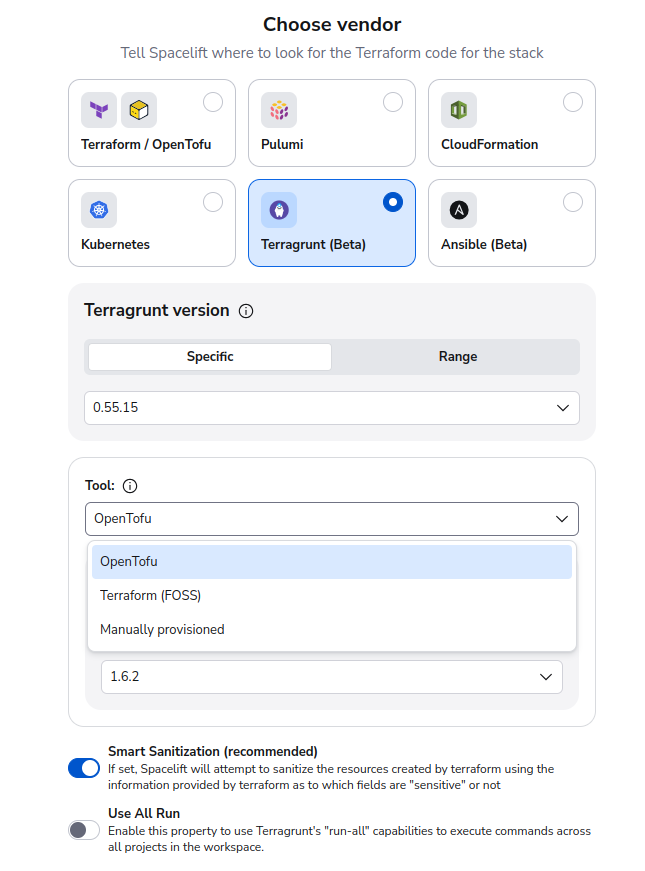 Choose vendor
Tell Spacelift where to look for the Terraform code for the stack
Terraform / OpenTofu
Pulumi
CloudFormation
Kubernetes
Terragrunt (Beta)
Ansible (Beta)
Terragrunt version
Specific
Range
0.55.15
Tool:
OpenTofu
OpenTofu
Terraform (FOSS)
Manually provisioned
1.6.2
Smart Sanitization (recommended)
If set, Spacelift will attempt to sanitize the resources created by terraform using the
information provided by terraform as to which fields are "sensitive" or not
Use All Run
Enable this property to use Terragrunt's "run-all" capabilities to execute commands across
all projects in the workspace.